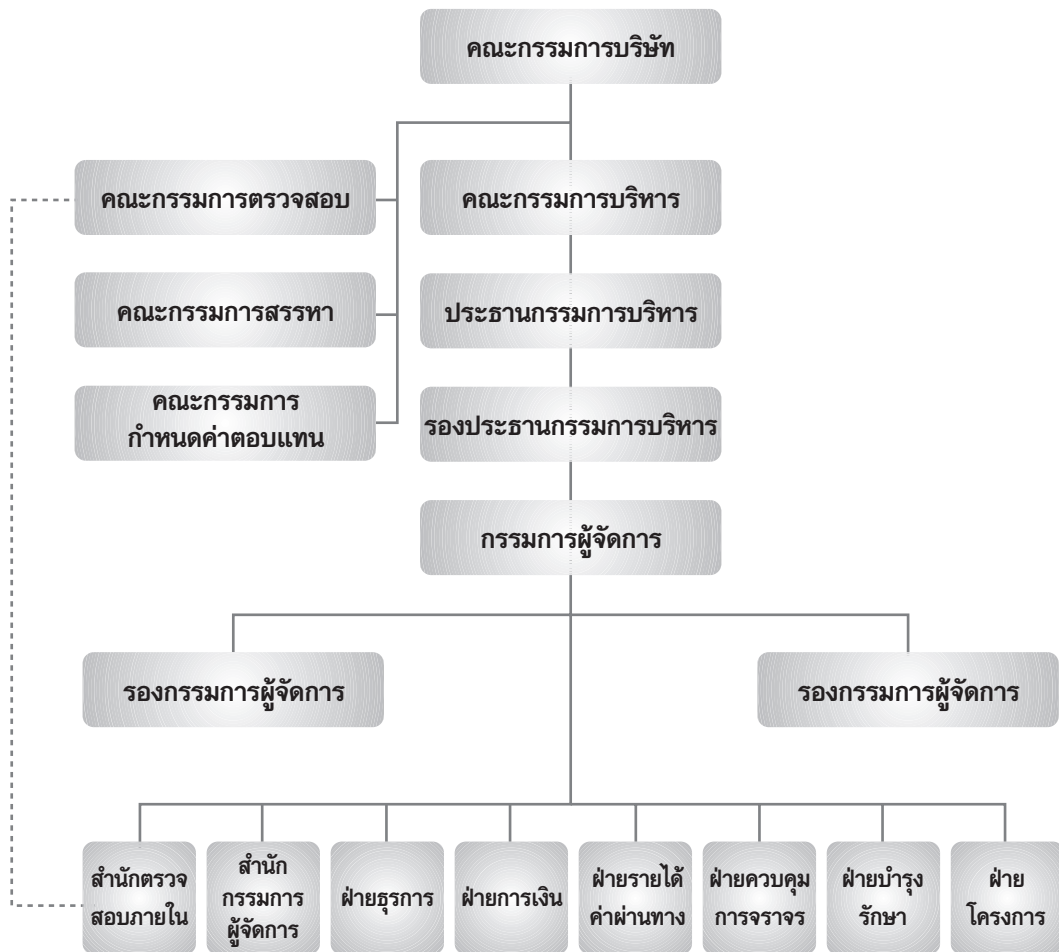 คณะกรรมการบริษัท
คณะกรรมการตรวจสอบ
คณะกรรมการบริหาร
คณะกรรมการสรรหา
ประธานกรรมการบริหาร
คณะกรรมการ
กำหนดค่าตอบแทน
รองประธานกรรมการบริหาร
กรรมการผู้จัดการ
รองกรรมการผู้จัดการ
รองกรรมการผู้จัดการ
สำนักตรวจ
สอบภายใน
สำนัก
กรรมการ
ผู้จัดการ
ฝ่ายธุรการ
ฝ่ายการเงิน
ฝ่ายรายได้
ค่าผ่านทาง
ฝ่ายควบคุม
การจราจร
ฝ่ายบำรุง
รักษา
ฝ่าย
โครงการ